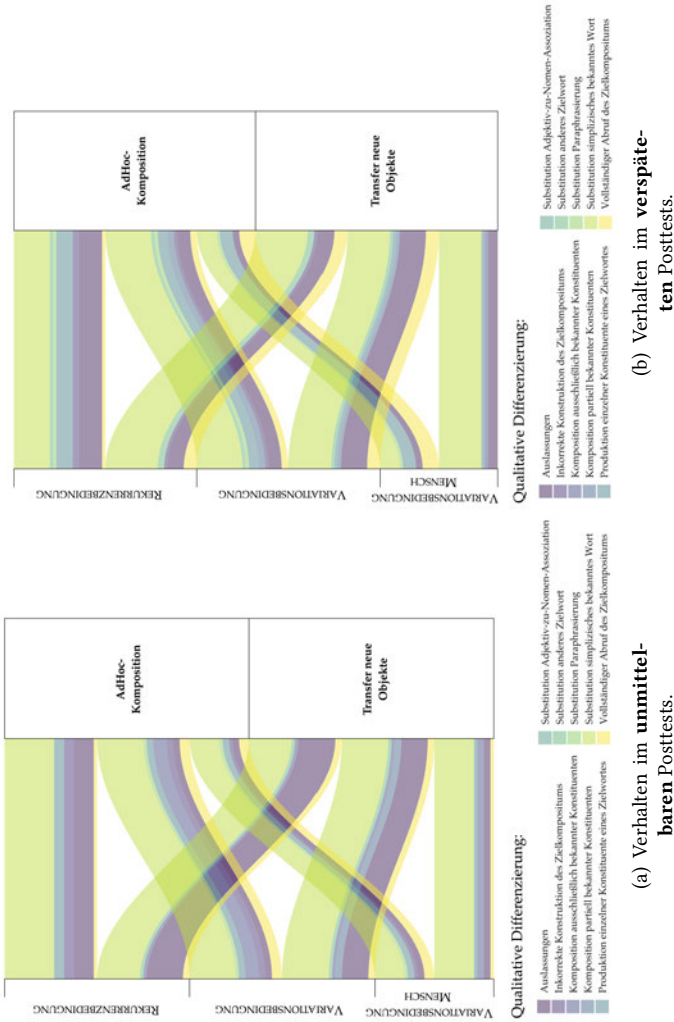 REKURRENZBEDINGUNG
VARIATIONSBEDINGUNG
VARIATIONSBEDINGUNG
MENSCH
AdHoc-
Komposition
Transfer neue
Objekte
Qualitative Differenzierung:
Auslassungen
Inkorrekte Konstruktion des Zielkompositums
Komposition ausschließlich bekannter Konstituenten
Komposition partiell bekannter Konstituenten
Produktion einzelner Konstituente eines Zielwortes
Substitution Adjektiv-zu-Nomen-Assoziation
Substitution anderes Zielwort
Substitution Paraphrasierung
Substitution simplizisches bekanntes Wort
Vollständiger Abruf des Zielkompositums
(a) Verhalten im unmittel-
baren Posttests.
REKURRENZBEDINGUNG
VARIATIONSBEDINGUNG
VARIATIONSBEDINGUNG
MENSCH
AdHoc-
Komposition
Transfer neue
Objekte
Qualitative Differenzierung:
Auslassungen
Inkorrekte Konstruktion des Zielkompositums
Komposition ausschließlich bekannter Konstituenten
Komposition partiell bekannter Konstituenten
Produktion einzelner Konstituente eines Zielwortes
Substitution Adjektiv-zu-Nomen-Assoziation
Substitution anderes Zielwort
Substitution Paraphrasierung
Substitution simplizisches bekanntes Wort
Vollständiger Abruf des Zielkompositums
(b) Verhalten im verspäte-
ten Posttests.